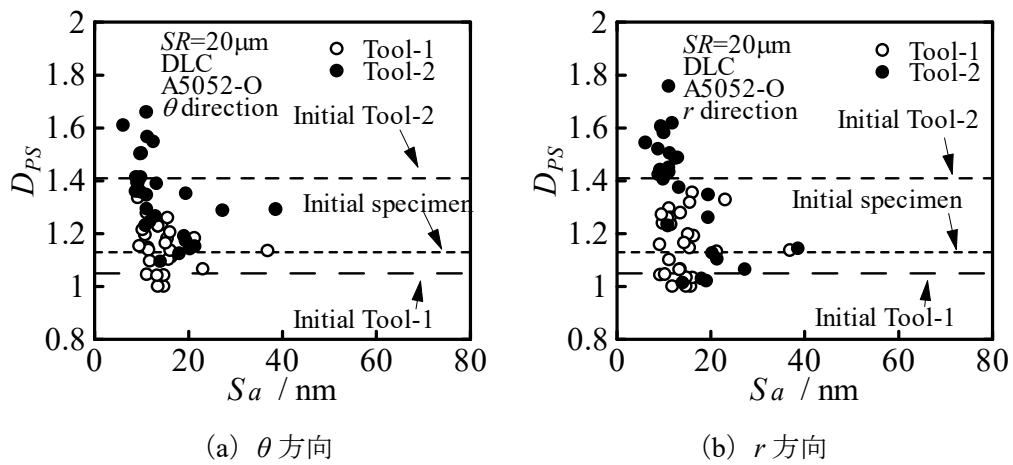 2
1.8
1.6
1.4
1.2
1
0.8
D_PS
SR=20μm
DLC
A5052-O
θ direction
Tool-1
Tool-2
Initial Tool-2
Initial specimen
Initial Tool-1
0 20 40 60 80
Sa / nm
(a) θ 方向
2
1.8
1.6
1.4
1.2
1
0.8
D_PS
SR=20μm
DLC
A5052-O
r direction
Tool-1
Tool-2
Initial Tool-2
Initial specimen
Initial Tool-1
0 20 40 60 80
Sa / nm
(b) r 方向